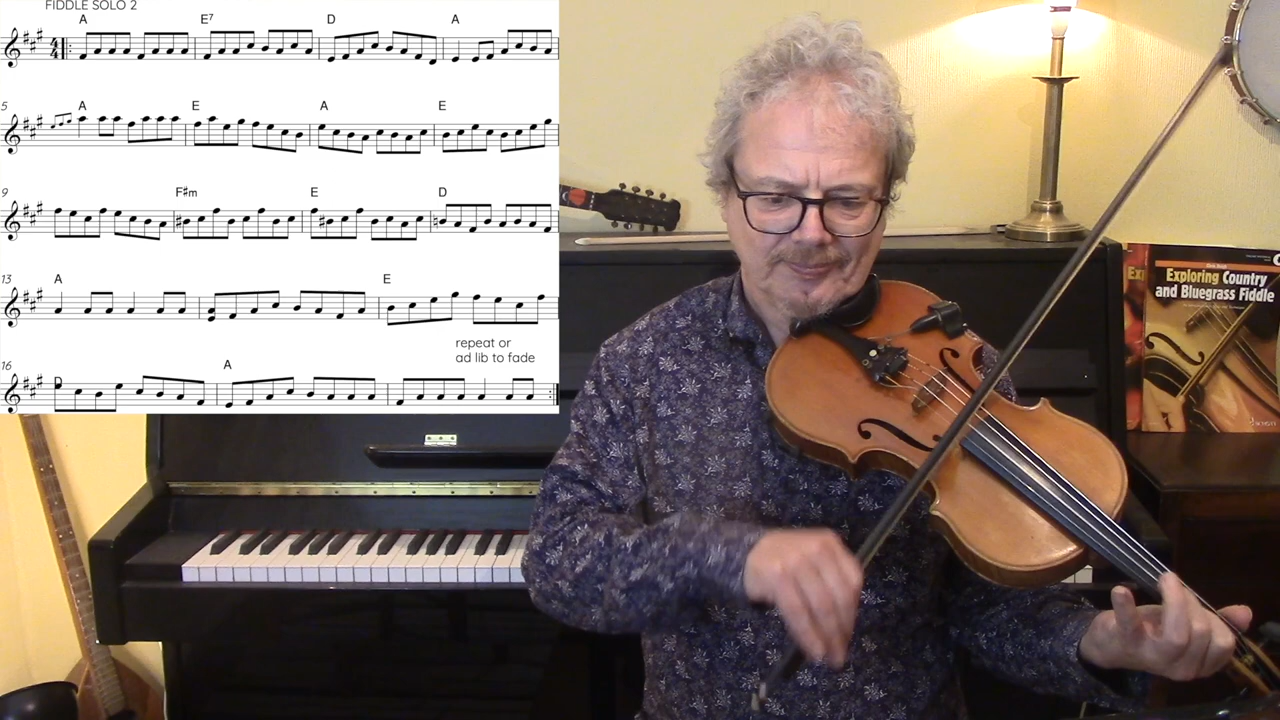 FIDDLE SOLO 2
A E7 D A
5 A E A E
9 F#m E D
13 A E
repeat or
ad lib to fade
16 D A
Exploring Country
and Bluegrass Fiddle
SCHOTT